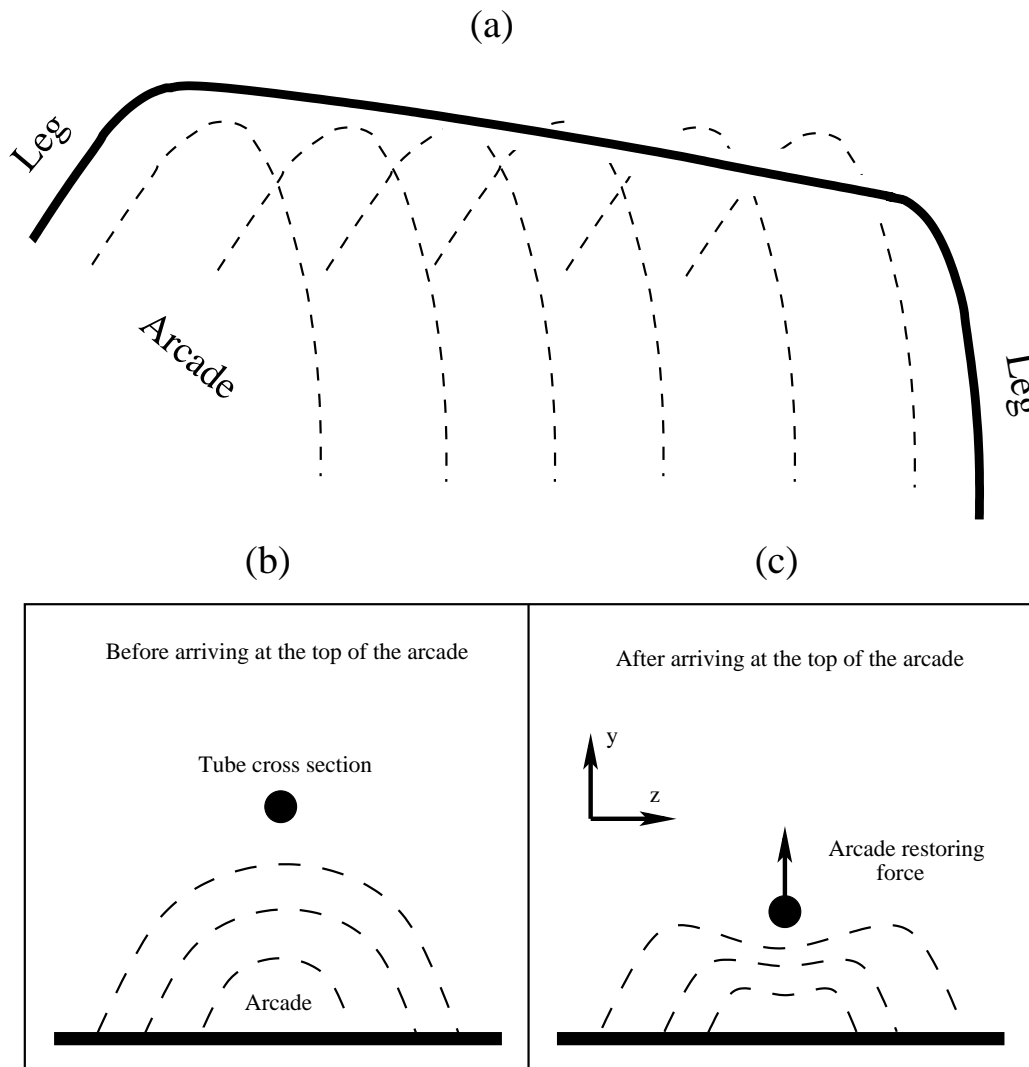 (a)
Leg
Arcade
Leg
(b)
(c)
Before arriving at the top of the arcade
After arriving at the top of the arcade
y
Tube cross section
z
Arcade restoring
force
Arcade